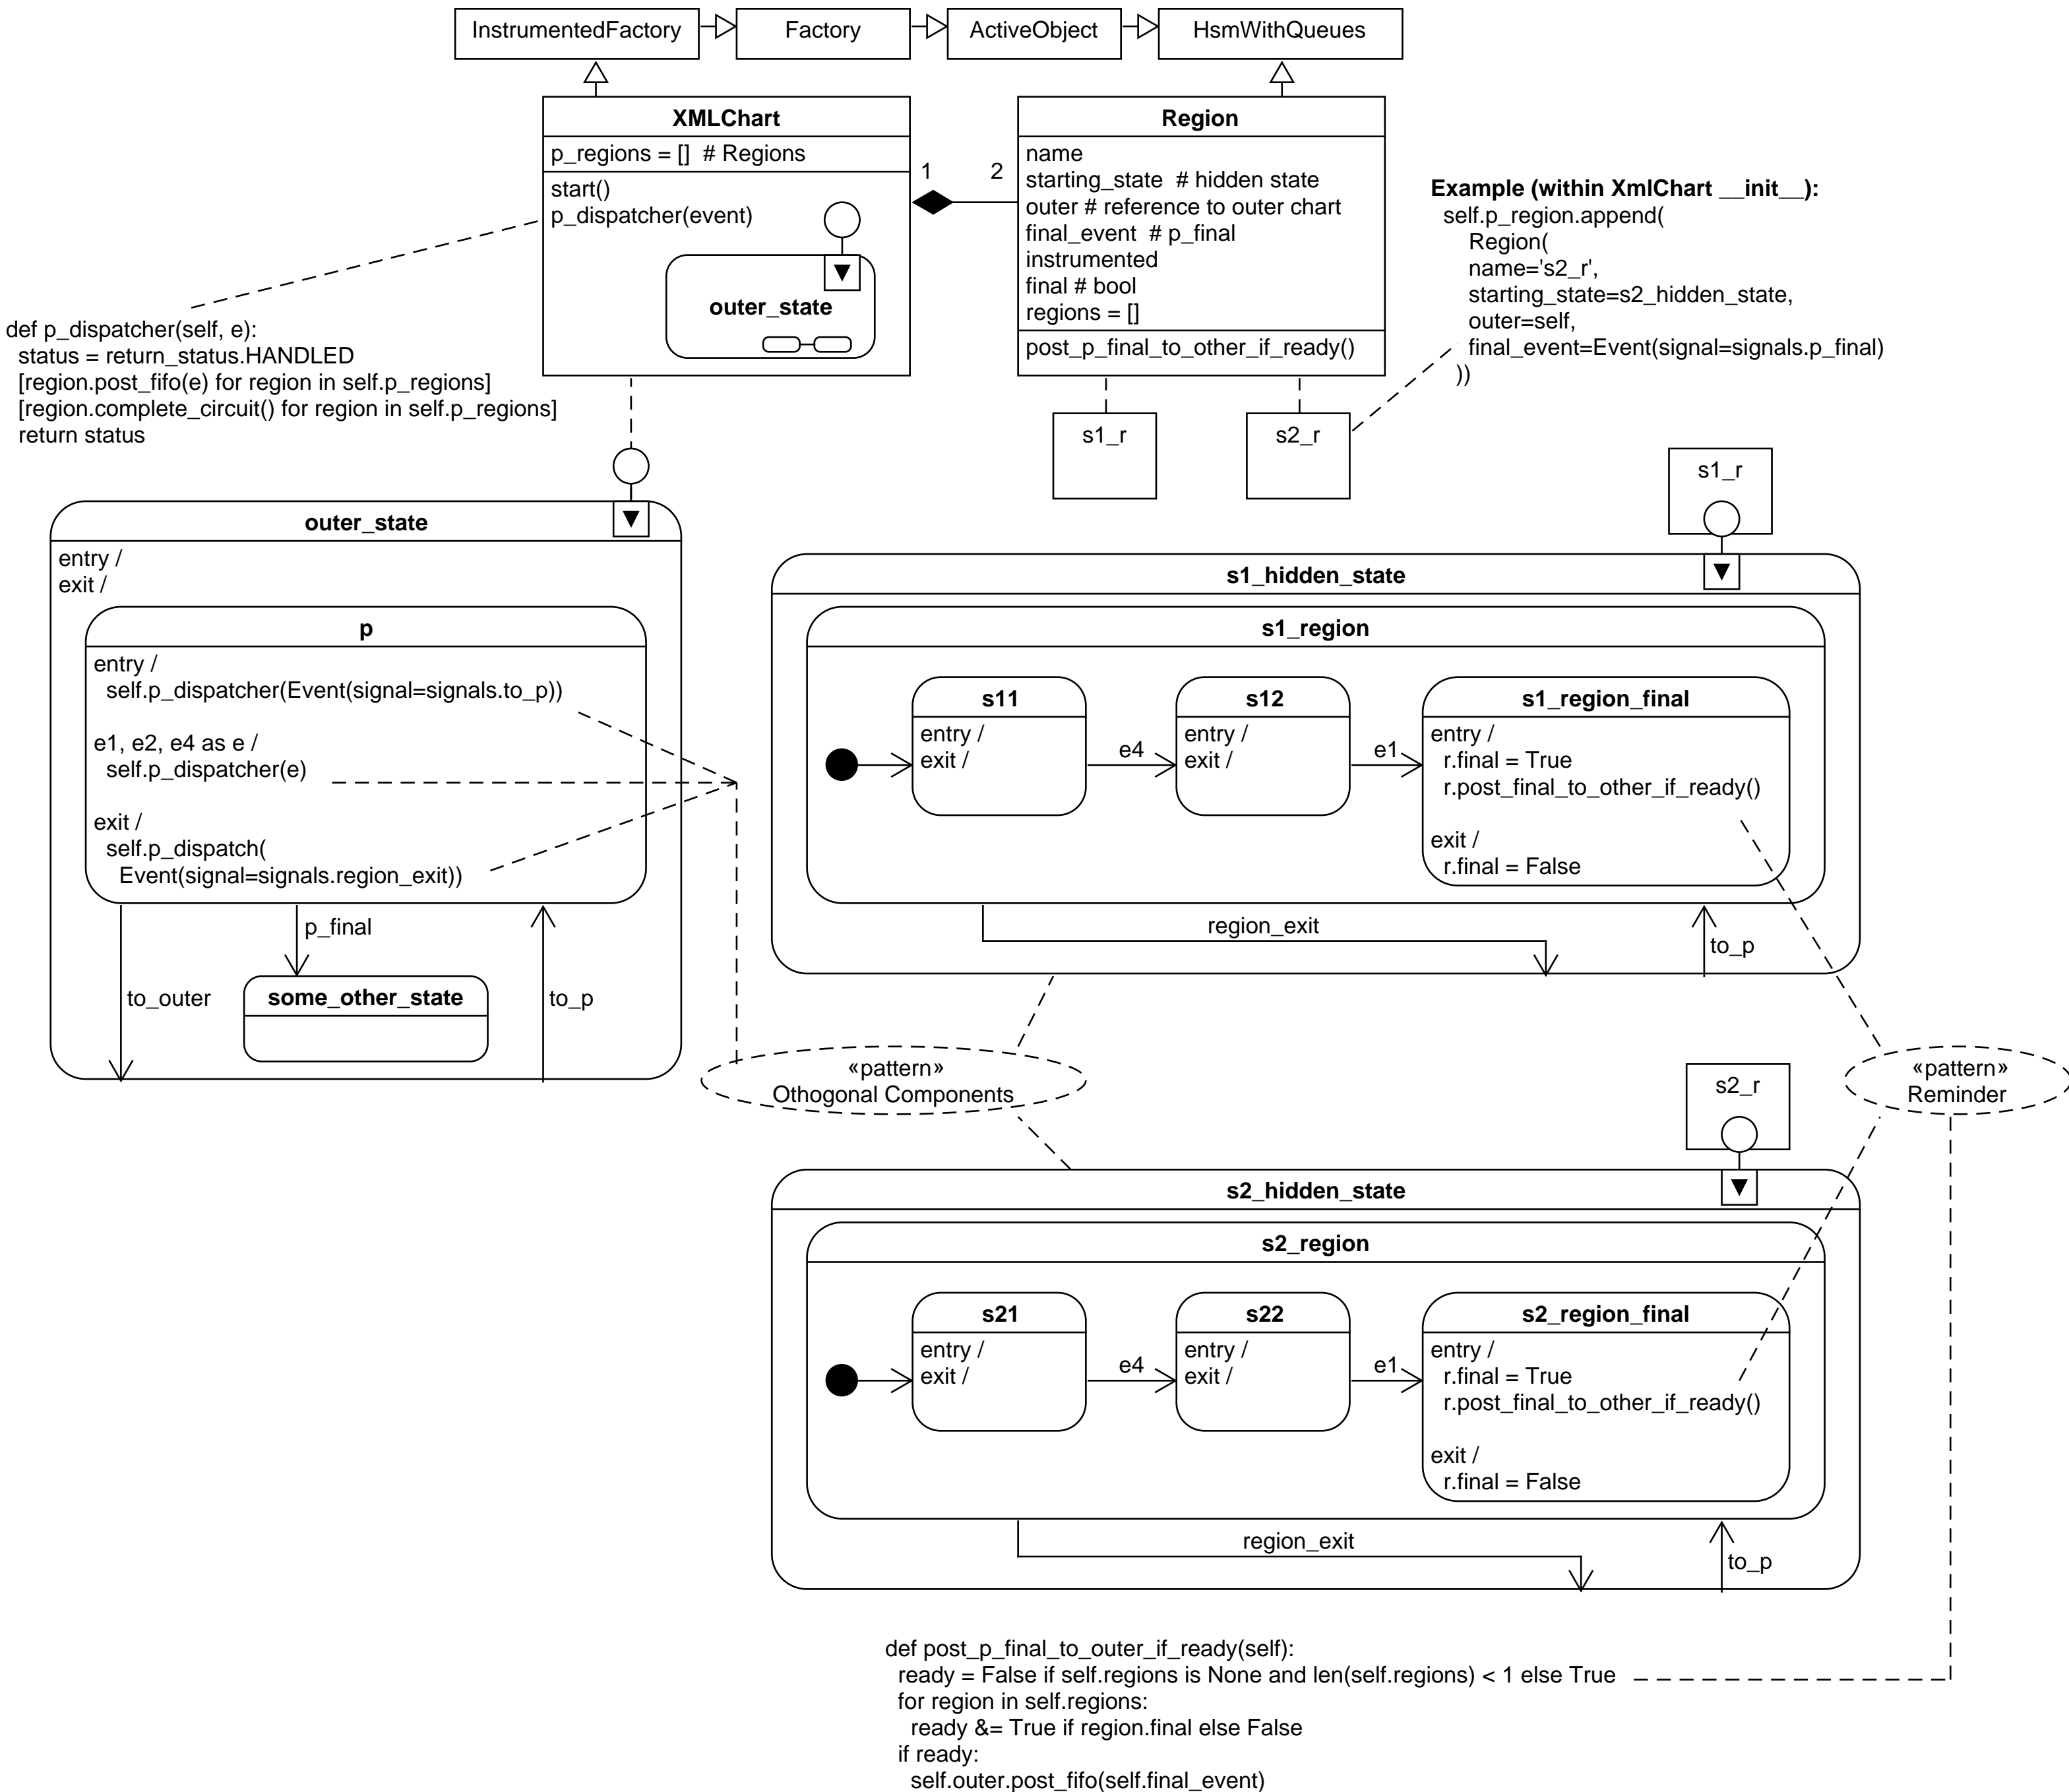 InstrumentedFactory
Factory
ActiveObject
HsmWithQueues
XMLChart
p_regions = []  # Regions
start()
p_dispatcher(event)
outer_state
1
2
Region
name
starting_state  # hidden state
outer # reference to outer chart
final_event  # p_final
instrumented
final # bool
regions = []
post_p_final_to_other_if_ready()
Example (within XmlChart __init__):
self.p_region.append(
Region(
name='s2_r',
starting_state=s2_hidden_state,
outer=self,
final_event=Event(signal=signals.p_final)
))
def p_dispatcher(self, e):
status = return_status.HANDLED
[region.post_fifo(e) for region in self.p_regions]
[region.complete_circuit() for region in self.p_regions]
return status
s1_r
s2_r
outer_state
entry /
exit /
p
entry /
self.p_dispatcher(Event(signal=signals.to_p))
e1, e2, e4 as e /
self.p_dispatcher(e)
exit /
self.p_dispatch(
Event(signal=signals.region_exit))
p_final
to_outer
some_other_state
to_p
s1_r
s1_hidden_state
s1_region
s11
entry /
exit /
e4
s12
entry /
exit /
e1
s1_region_final
entry /
r.final = True
r.post_final_to_other_if_ready()
exit /
r.final = False
region_exit
to_p
«pattern»
Othogonal Components
«pattern»
Reminder
s2_r
s2_hidden_state
s2_region
s21
entry /
exit /
e4
s22
entry /
exit /
e1
s2_region_final
entry /
r.final = True
r.post_final_to_other_if_ready()
exit /
r.final = False
region_exit
to_p
def post_p_final_to_outer_if_ready(self):
ready = False if self.regions is None and len(self.regions) < 1 else True
for region in self.regions:
ready &= True if region.final else False
if ready:
self.outer.post_fifo(self.final_event)